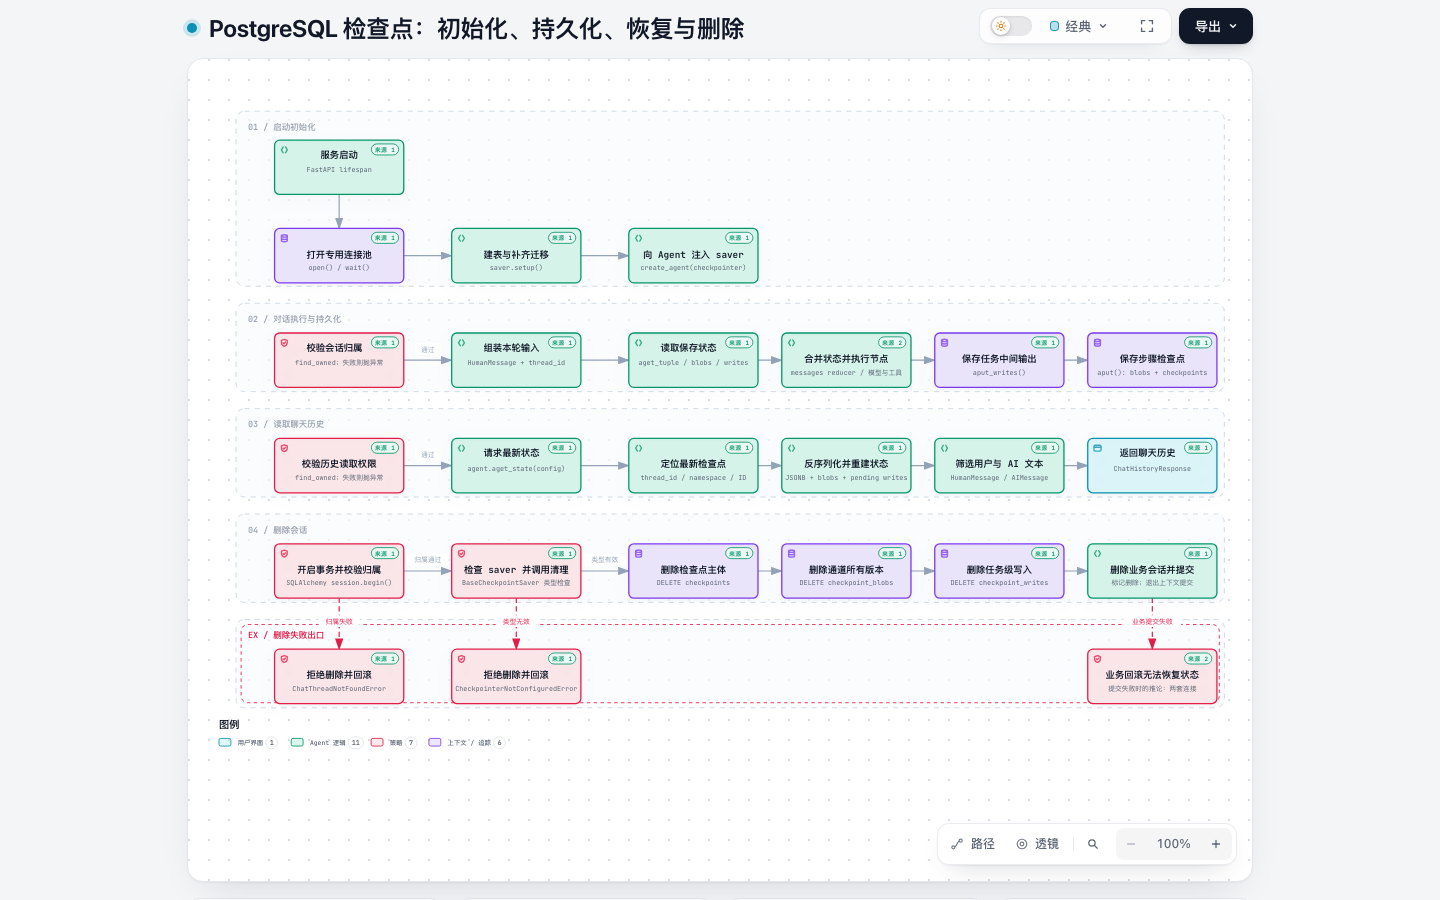 PostgreSQL 检查点：初始化、持久化、恢复与删除
经典
导出
01 / 启动初始化
来源 1
服务启动
FastAPI lifespan
来源 1
打开专用连接池
open() / wait()
来源 1
建表与补齐迁移
saver.setup()
来源 1
向 Agent 注入 saver
create_agent(checkpointer)
02 / 对话执行与持久化
来源 1
校验会话归属
find_owned: 失败则抛异常
通过
来源 1
组装本轮输入
HumanMessage + thread_id
来源 1
读取保存状态
aget_tuple / blobs / writes
来源 2
合并状态并执行节点
messages reducer / 模型与工具
来源 1
保存任务中间输出
aput_writes()
来源 1
保存步骤检查点
aput(): blobs + checkpoints
03 / 读取聊天历史
来源 1
校验历史读取权限
find_owned: 失败则抛异常
通过
来源 1
请求最新状态
agent.aget_state(config)
来源 1
定位最新检查点
thread_id / namespace / ID
来源 1
反序列化并重建状态
JSONB + blobs + pending writes
来源 1
筛选用户与 AI 文本
HumanMessage / AIMessage
来源 1
返回聊天历史
ChatHistoryResponse
04 / 删除会话
来源 1
开启事务并校验归属
SQLAlchemy session.begin()
归属通过
来源 1
检查 saver 并调用清理
BaseCheckpointSaver 类型检查
类型有效
来源 1
删除检查点主体
DELETE checkpoints
来源 1
删除通道所有版本
DELETE checkpoint_blobs
来源 1
删除任务级写入
DELETE checkpoint_writes
来源 1
删除业务会话并提交
标记删除；退出上下文提交
归属失败
类型无效
业务提交失败
EX / 删除失败出口
来源 1
拒绝删除并回滚
ChatThreadNotFoundError
来源 1
拒绝删除并回滚
CheckpointerNotConfiguredError
来源 2
业务回滚无法恢复状态
提交失败时的推论：两套连接
图例
用户界面 1
Agent 逻辑 11
策略 7
上下文 / 追踪 6
路径
透镜
100%